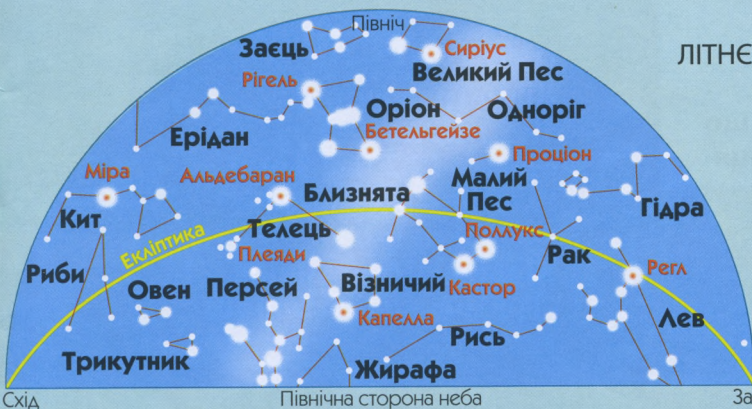 Північ
ЛІТНЄ
Заєць
Сиріус
Великий Пес
Рігель
Оріон
Одноріг
Ерідан
Бетельгейзе
Процiон
Міра
Альдебаран
Близнята
Малий
Пес
Гідра
Кит
Телець
Поллукс
Екліптика
Плеяди
Рак
Регл
Риби
Овен
Персей
Візничий
Кастор
Капелла
Лев
Рись
Трикутник
Жирафа
Схід
Північна сторона неба
За